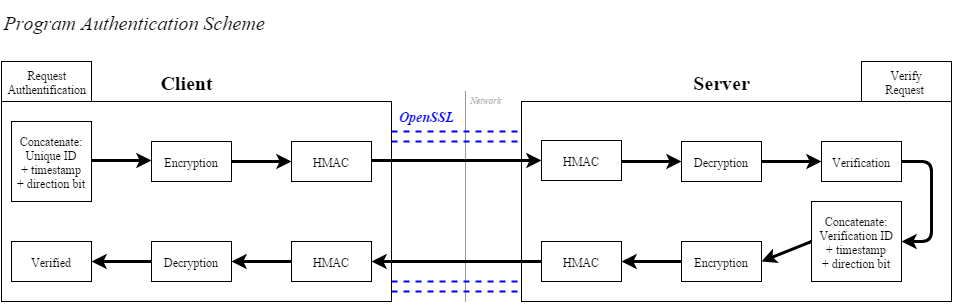 Program Authentication Scheme
Request
Authentification
Client
Server
Verify
Request
Network
OpenSSL
Concatenate:
Unique ID
+ timestamp
+ direction bit
Encryption
HMAC
HMAC
Decryption
Verification
Verified
Decryption
HMAC
HMAC
Encryption
Concatenate:
Verification ID
+ timestamp
+ direction bit